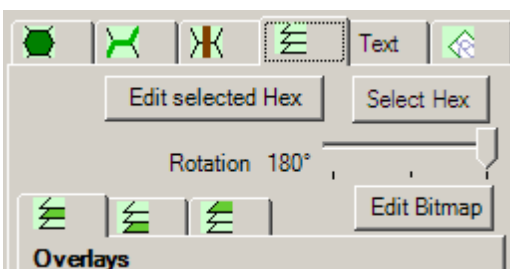 Text
Edit selected Hex Select Hex
Rotation 180°
Edit Bitmap
Overlays